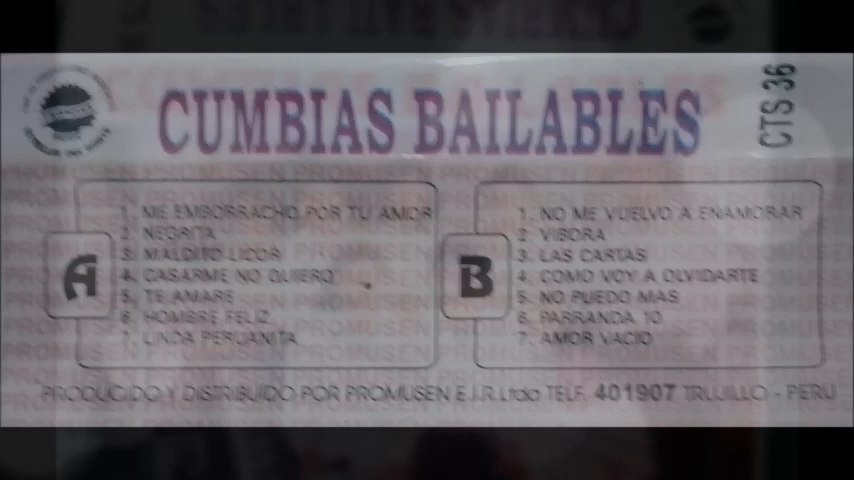 CUMBIAS BAILABLES
CTS 36
A
1. ME EMBORRACHO POR TU AMOR
2. NEGRITA
3. MALDITO LICOR
4. CASARME NO QUIERO
5. TE AMARE
6. HOMBRE FELIZ
7. LINDA PERUANITA
B
1. NO ME VUELVO A ENAMORAR
2. VIBORA
3. LAS CARTAS
4. COMO VOY A OLVIDARTE
5. NO PUEDO MAS
6. PARRANDA 10
7. AMOR VACIO
PRODUCIDO Y DISTRIBUIDO POR PROMUSEN E.I.R.Ltda TELF. 401907 TRUJILLO - PERU